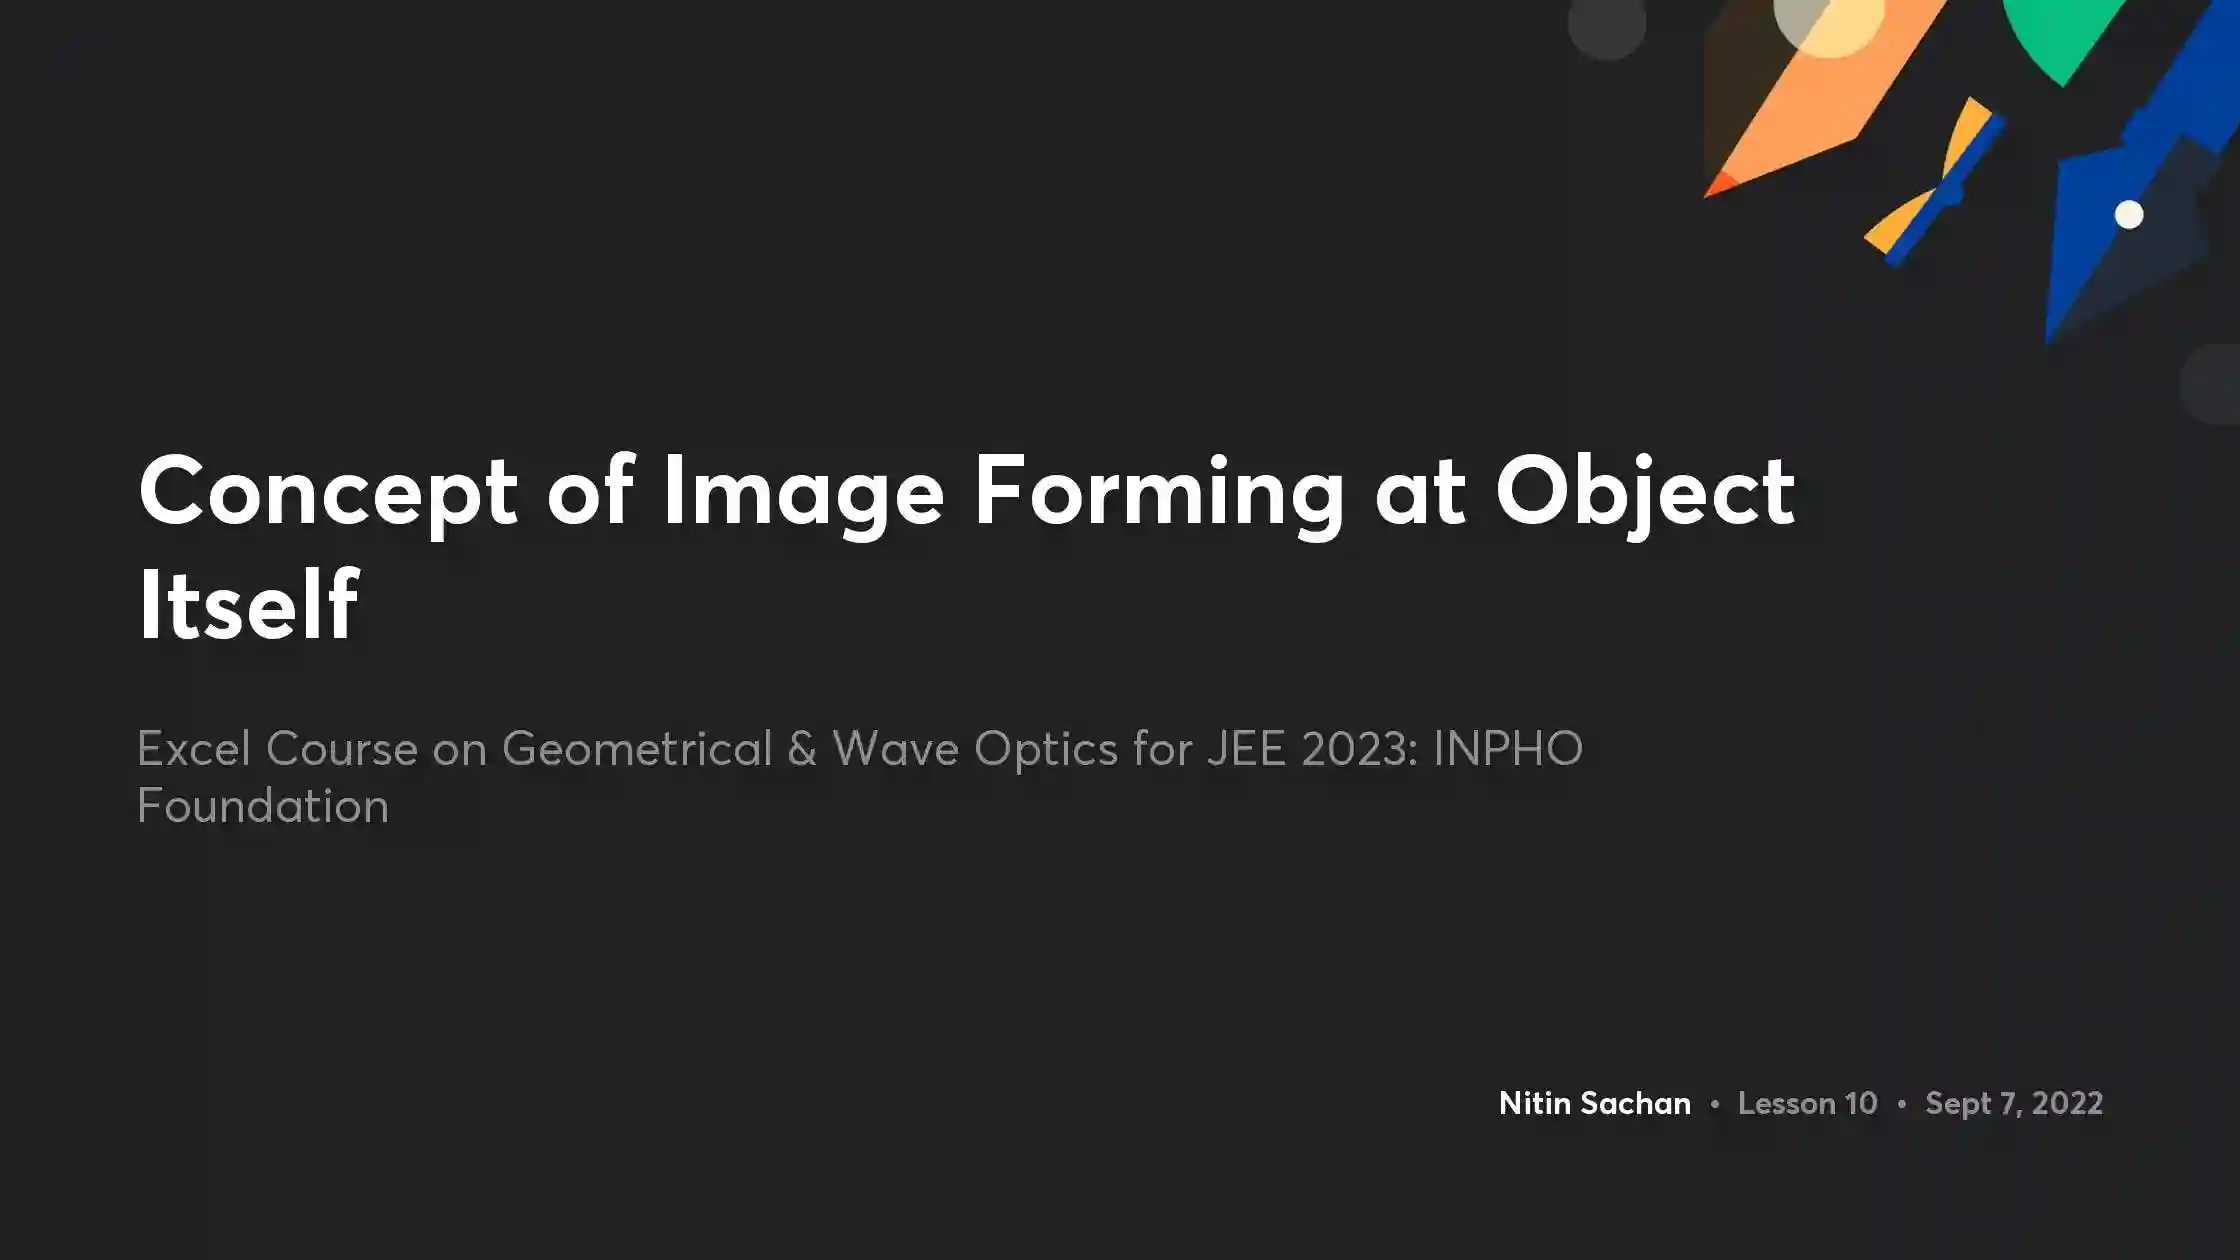 Concept of Image Forming at Object
Itself
Excel Course on Geometrical & Wave Optics for JEE 2023: INPHO
Foundation
Nitin Sachan • Lesson 10 • Sept 7, 2022